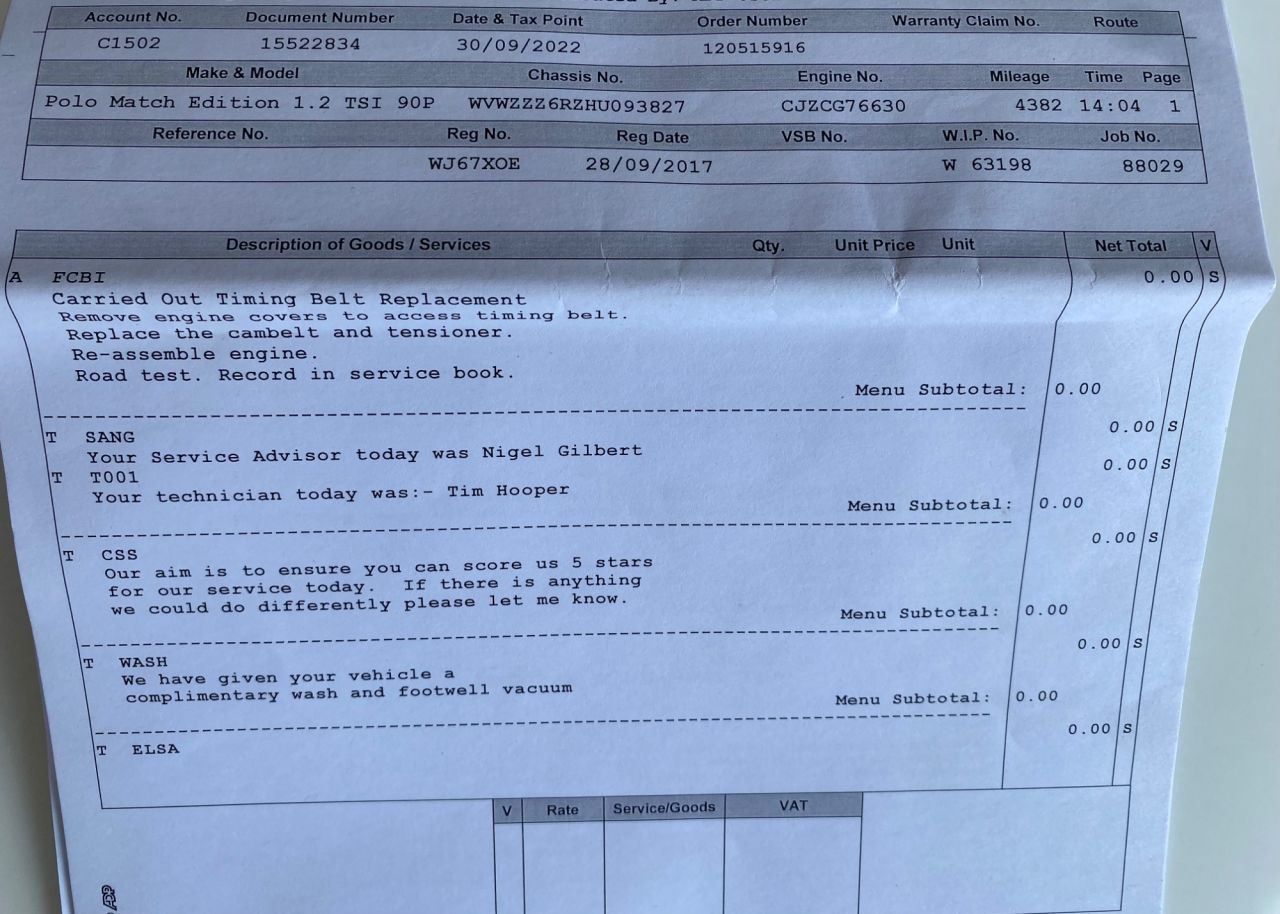 Account No. Document Number Date & Tax Point Order Number Warranty Claim No. Route
C1502 15522834 30/09/2022 120515916
Make & Model Chassis No. Engine No. Mileage Time Page
Polo Match Edition 1.2 TSI 90P WVWZZZ6RZHU093827 CJZCG76630 4382 14:04 1
Reference No. Reg No. Reg Date VSB No. W.I.P. No. Job No.
WJ67XOE 28/09/2017 W 63198 88029
Description of Goods / Services Qty. Unit Price Unit Net Total V
A FCBI 0.00 S
Carried Out Timing Belt Replacement
Remove engine covers to access timing belt.
Replace the cambelt and tensioner.
Re-assemble engine.
Road test. Record in service book.
Menu Subtotal: 0.00
T SANG 0.00 S
Your Service Advisor today was Nigel Gilbert
T T001 0.00 S
Your technician today was:- Tim Hooper
Menu Subtotal: 0.00
T CSS 0.00 S
Our aim is to ensure you can score us 5 stars
for our service today. If there is anything
we could do differently please let me know.
Menu Subtotal: 0.00
T WASH 0.00 S
We have given your vehicle a
complimentary wash and footwell vacuum
Menu Subtotal: 0.00
T ELSA 0.00 S
V Rate Service/Goods VAT